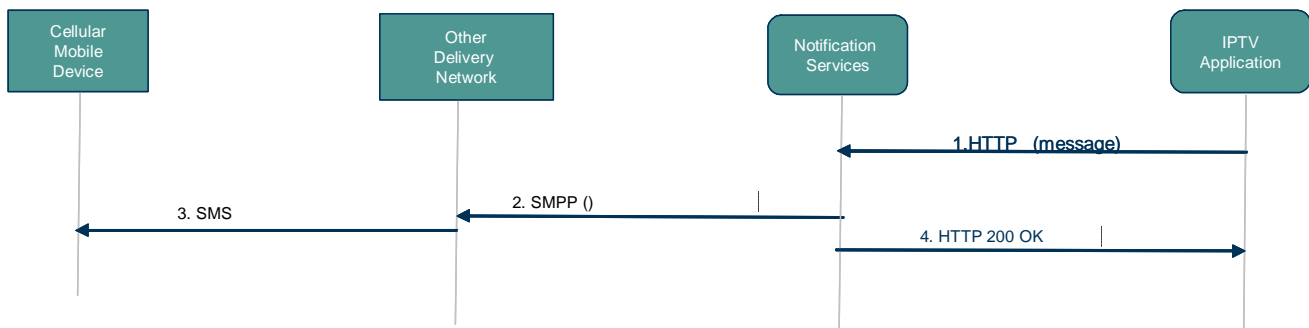 Cellular
Mobile
Device
Other
Delivery
Network
Notification
Services
IPTV
Application
1.HTTP (message)
2. SMPP ()
3. SMS
4. HTTP 200 OK